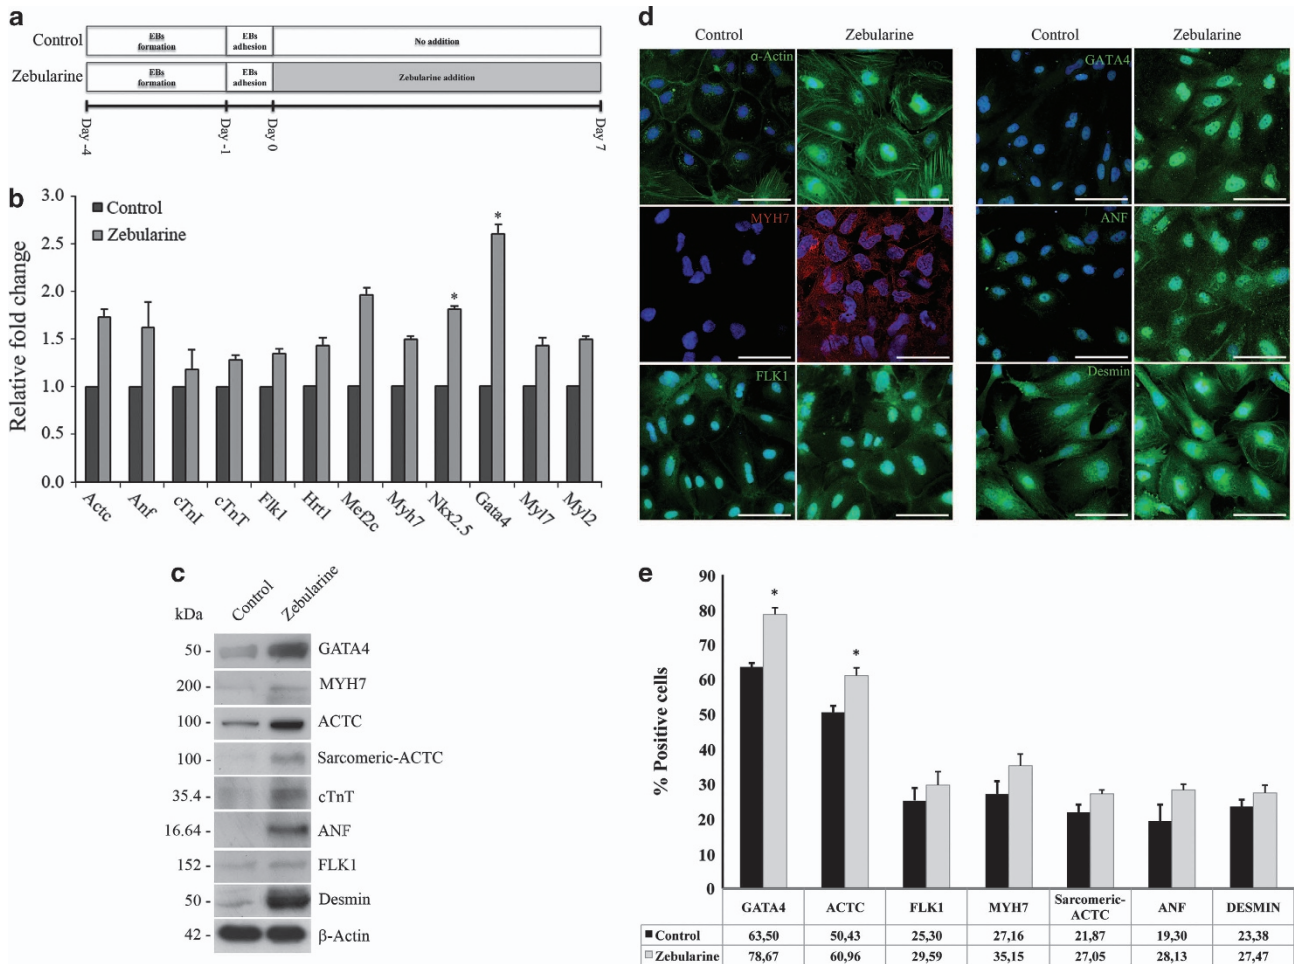 a
Control
EBs formation
EBs adhesion
No addition
Zebularine
EBs formation
EBs adhesion
Zebularine addition
Day -4
Day -1
Day 0
Day 7
b
Relative fold change
3.0
2.5
2.0
1.5
1.0
0.5
0.0
Control
Zebularine
*
*
Actc
Anf
cTnI
cTnT
Flk1
Hrt1
Mef2c
Myh7
Nkx2.5
Gata4
Myl7
Myl2
c
kDa
Control
Zebularine
50 - GATA4
200 - MYH7
100 - ACTC
100 - Sarcomeric-ACTC
35.4 - cTnT
16.64 - ANF
152 - FLK1
50 - Desmin
42 - β-Actin
d
Control Zebularine
α-Actin
MYH7
FLK1
Control Zebularine
GATA4
ANF
Desmin
e
% Positive cells
90
80
70
60
50
40
30
20
10
0
*
*
GATA4 ACTC FLK1 MYH7 Sarcomeric-ACTC ANF DESMIN
Control 63,50 50,43 25,30 27,16 21,87 19,30 23,38
Zebularine 78,67 60,96 29,59 35,15 27,05 28,13 27,47